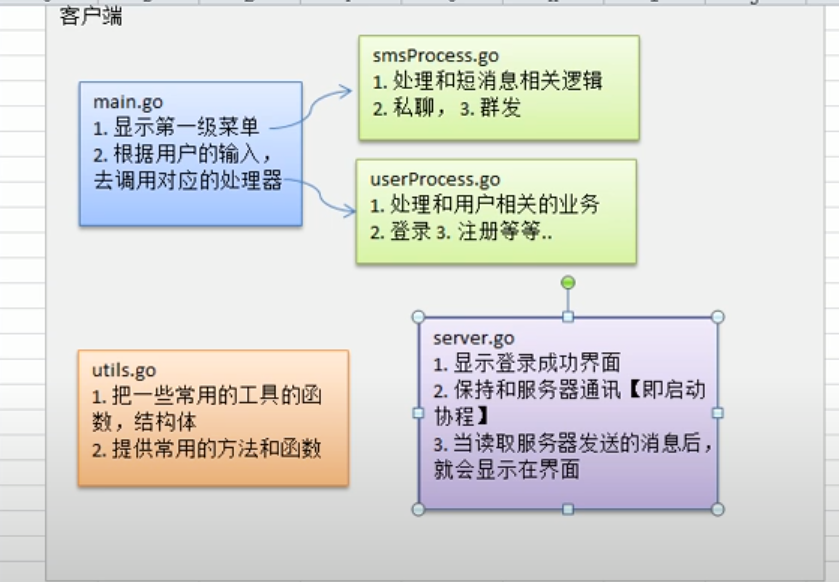 客户端
smsProcess.go
1. 处理和短消息相关逻辑
2. 私聊， 3. 群发
main.go
1. 显示第一级菜单
2. 根据用户的输入，
去调用对应的处理器
userProcess.go
1. 处理和用户相关的业务
2. 登录 3. 注册等等..
server.go
1. 显示登录成功界面
2. 保持和服务器通讯【即启动
协程】
3. 当读取服务器发送的消息后，
就会显示在界面
utils.go
1. 把一些常用的工具的函
数，结构体
2. 提供常用的方法和函数